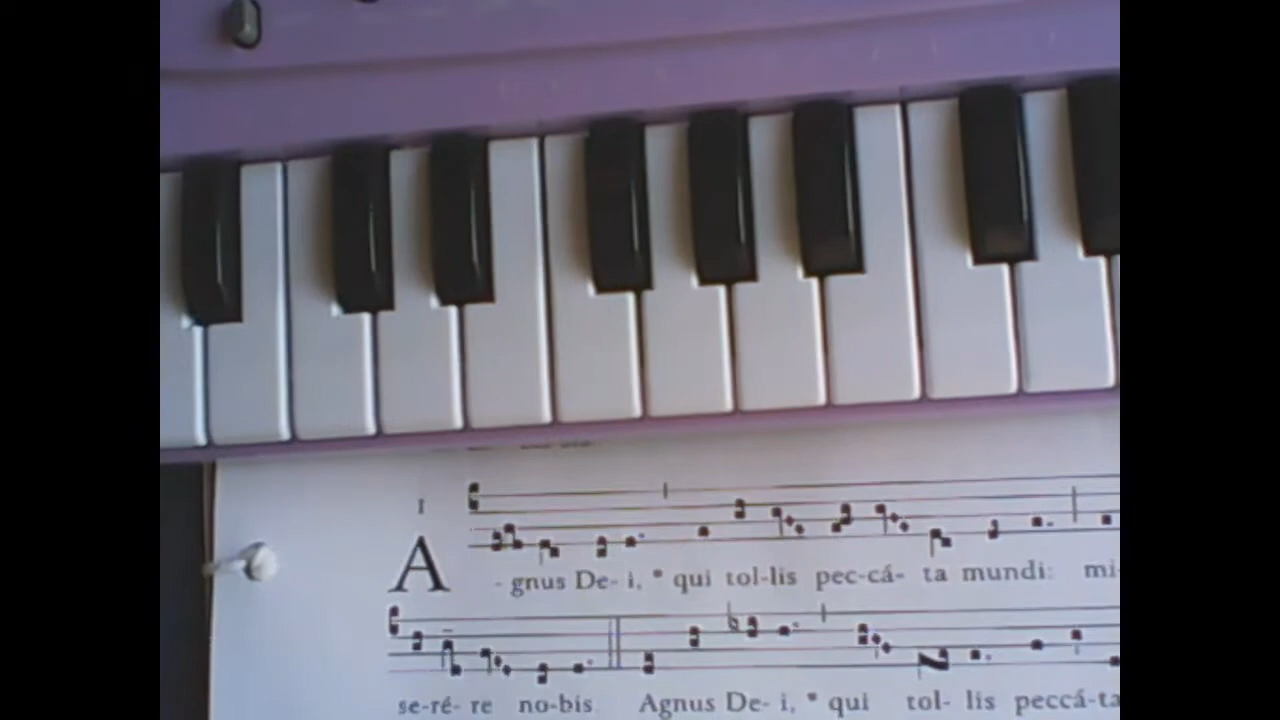 I
A - gnus De- i, * qui tol-lis pec-cá- ta mundi: mi-
se-ré- re no-bis. Agnus De- i, * qui tol- lis peccá-ta